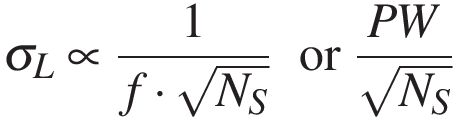 σ_L ∝ 1 / (f · √N_S) or PW / √N_S